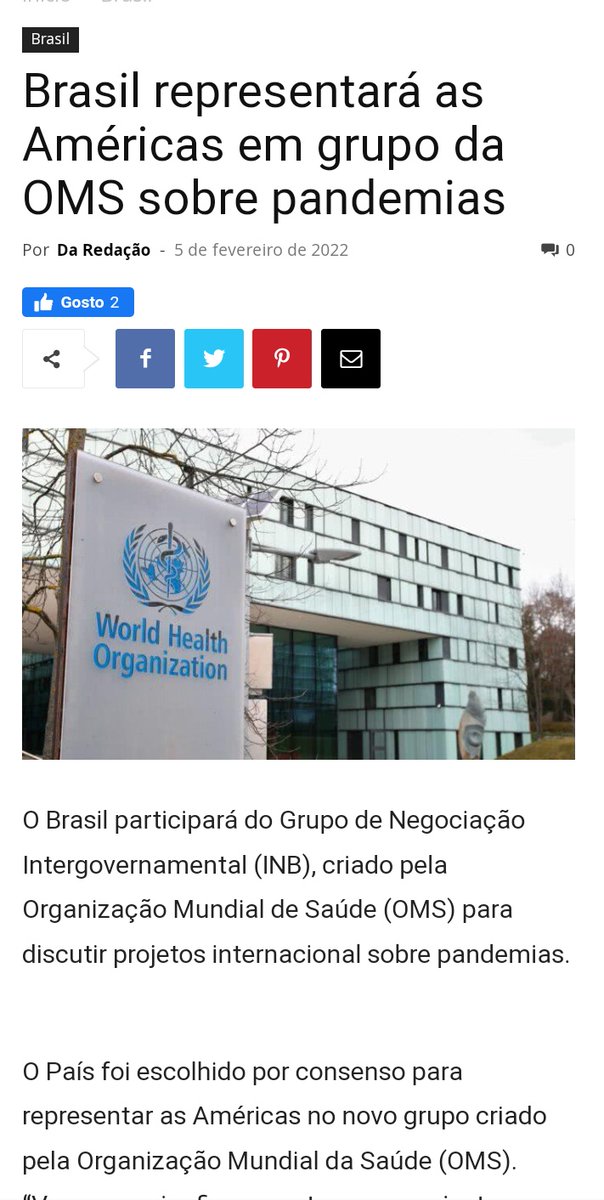 Brasil
Brasil representará as
Américas em grupo da
OMS sobre pandemias
Por Da Redação - 5 de fevereiro de 2022 0
Gosto 2
World Health
Organization
O Brasil participará do Grupo de Negociação
Intergovernamental (INB), criado pela
Organização Mundial de Saúde (OMS) para
discutir projetos internacional sobre pandemias.
O País foi escolhido por consenso para
representar as Américas no novo grupo criado
pela Organização Mundial da Saúde (OMS).